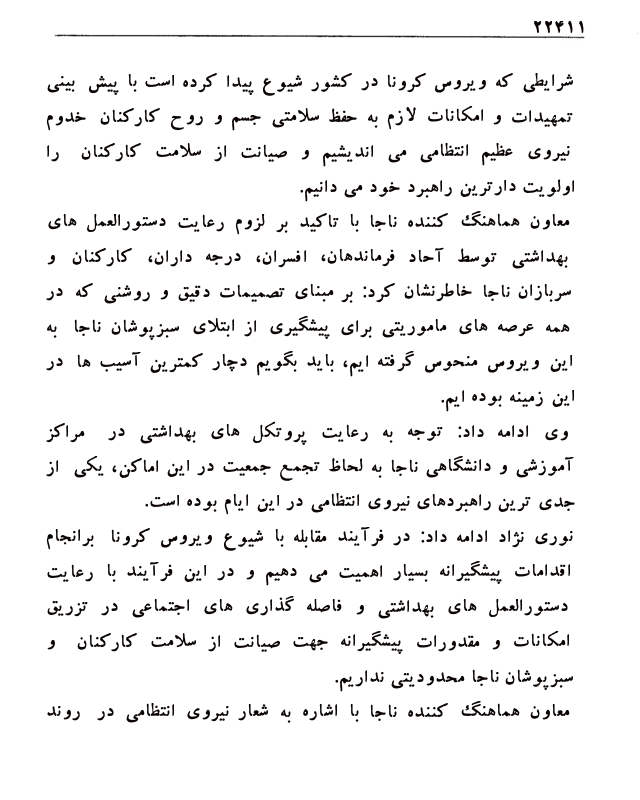 ۲۲۴۱۱
شرایطی که ویروس کرونا در کشور شیوع پیدا کرده است با پیش بینی
تمهیدات و امکانات لازم به حفظ سلامتی جسم و روح کارکنان خدوم
نیروی عظیم انتظامی می اندیشیم و صیانت از سلامت کارکنان را
اولویت دارترین راهبرد خود می دانیم.
معاون هماهنگ کننده ناجا با تاکید بر لزوم رعایت دستورالعمل های
بهداشتی توسط آحاد فرماندهان، افسران، درجه داران، کارکنان و
سربازان ناجا خاطرنشان کرد: بر مبنای تصمیمات دقیق و روشنی که در
همه عرصه های ماموریتی برای پیشگیری از ابتلای سبزپوشان ناجا به
این ویروس منحوس گرفته ایم، باید بگویم دچار کمترین آسیب ها در
این زمینه بوده ایم.
وی ادامه داد: توجه به رعایت پروتکل های بهداشتی در مراکز
آموزشی و دانشگاهی ناجا به لحاظ تجمع جمعیت در این اماکن، یکی از
جدی ترین راهبردهای نیروی انتظامی در این ایام بوده است.
نوری نژاد ادامه داد: در فرآیند مقابله با شیوع ویروس کرونا برانجام
اقدامات پیشگیرانه بسیار اهمیت می دهیم و در این فرآیند با رعایت
دستورالعمل های بهداشتی و فاصله گذاری های اجتماعی در تزریق
امکانات و مقدورات پیشگیرانه جهت صیانت از سلامت کارکنان و
سبزپوشان ناجا محدودیتی نداریم.
معاون هماهنگ کننده ناجا با اشاره به شعار نیروی انتظامی در روند